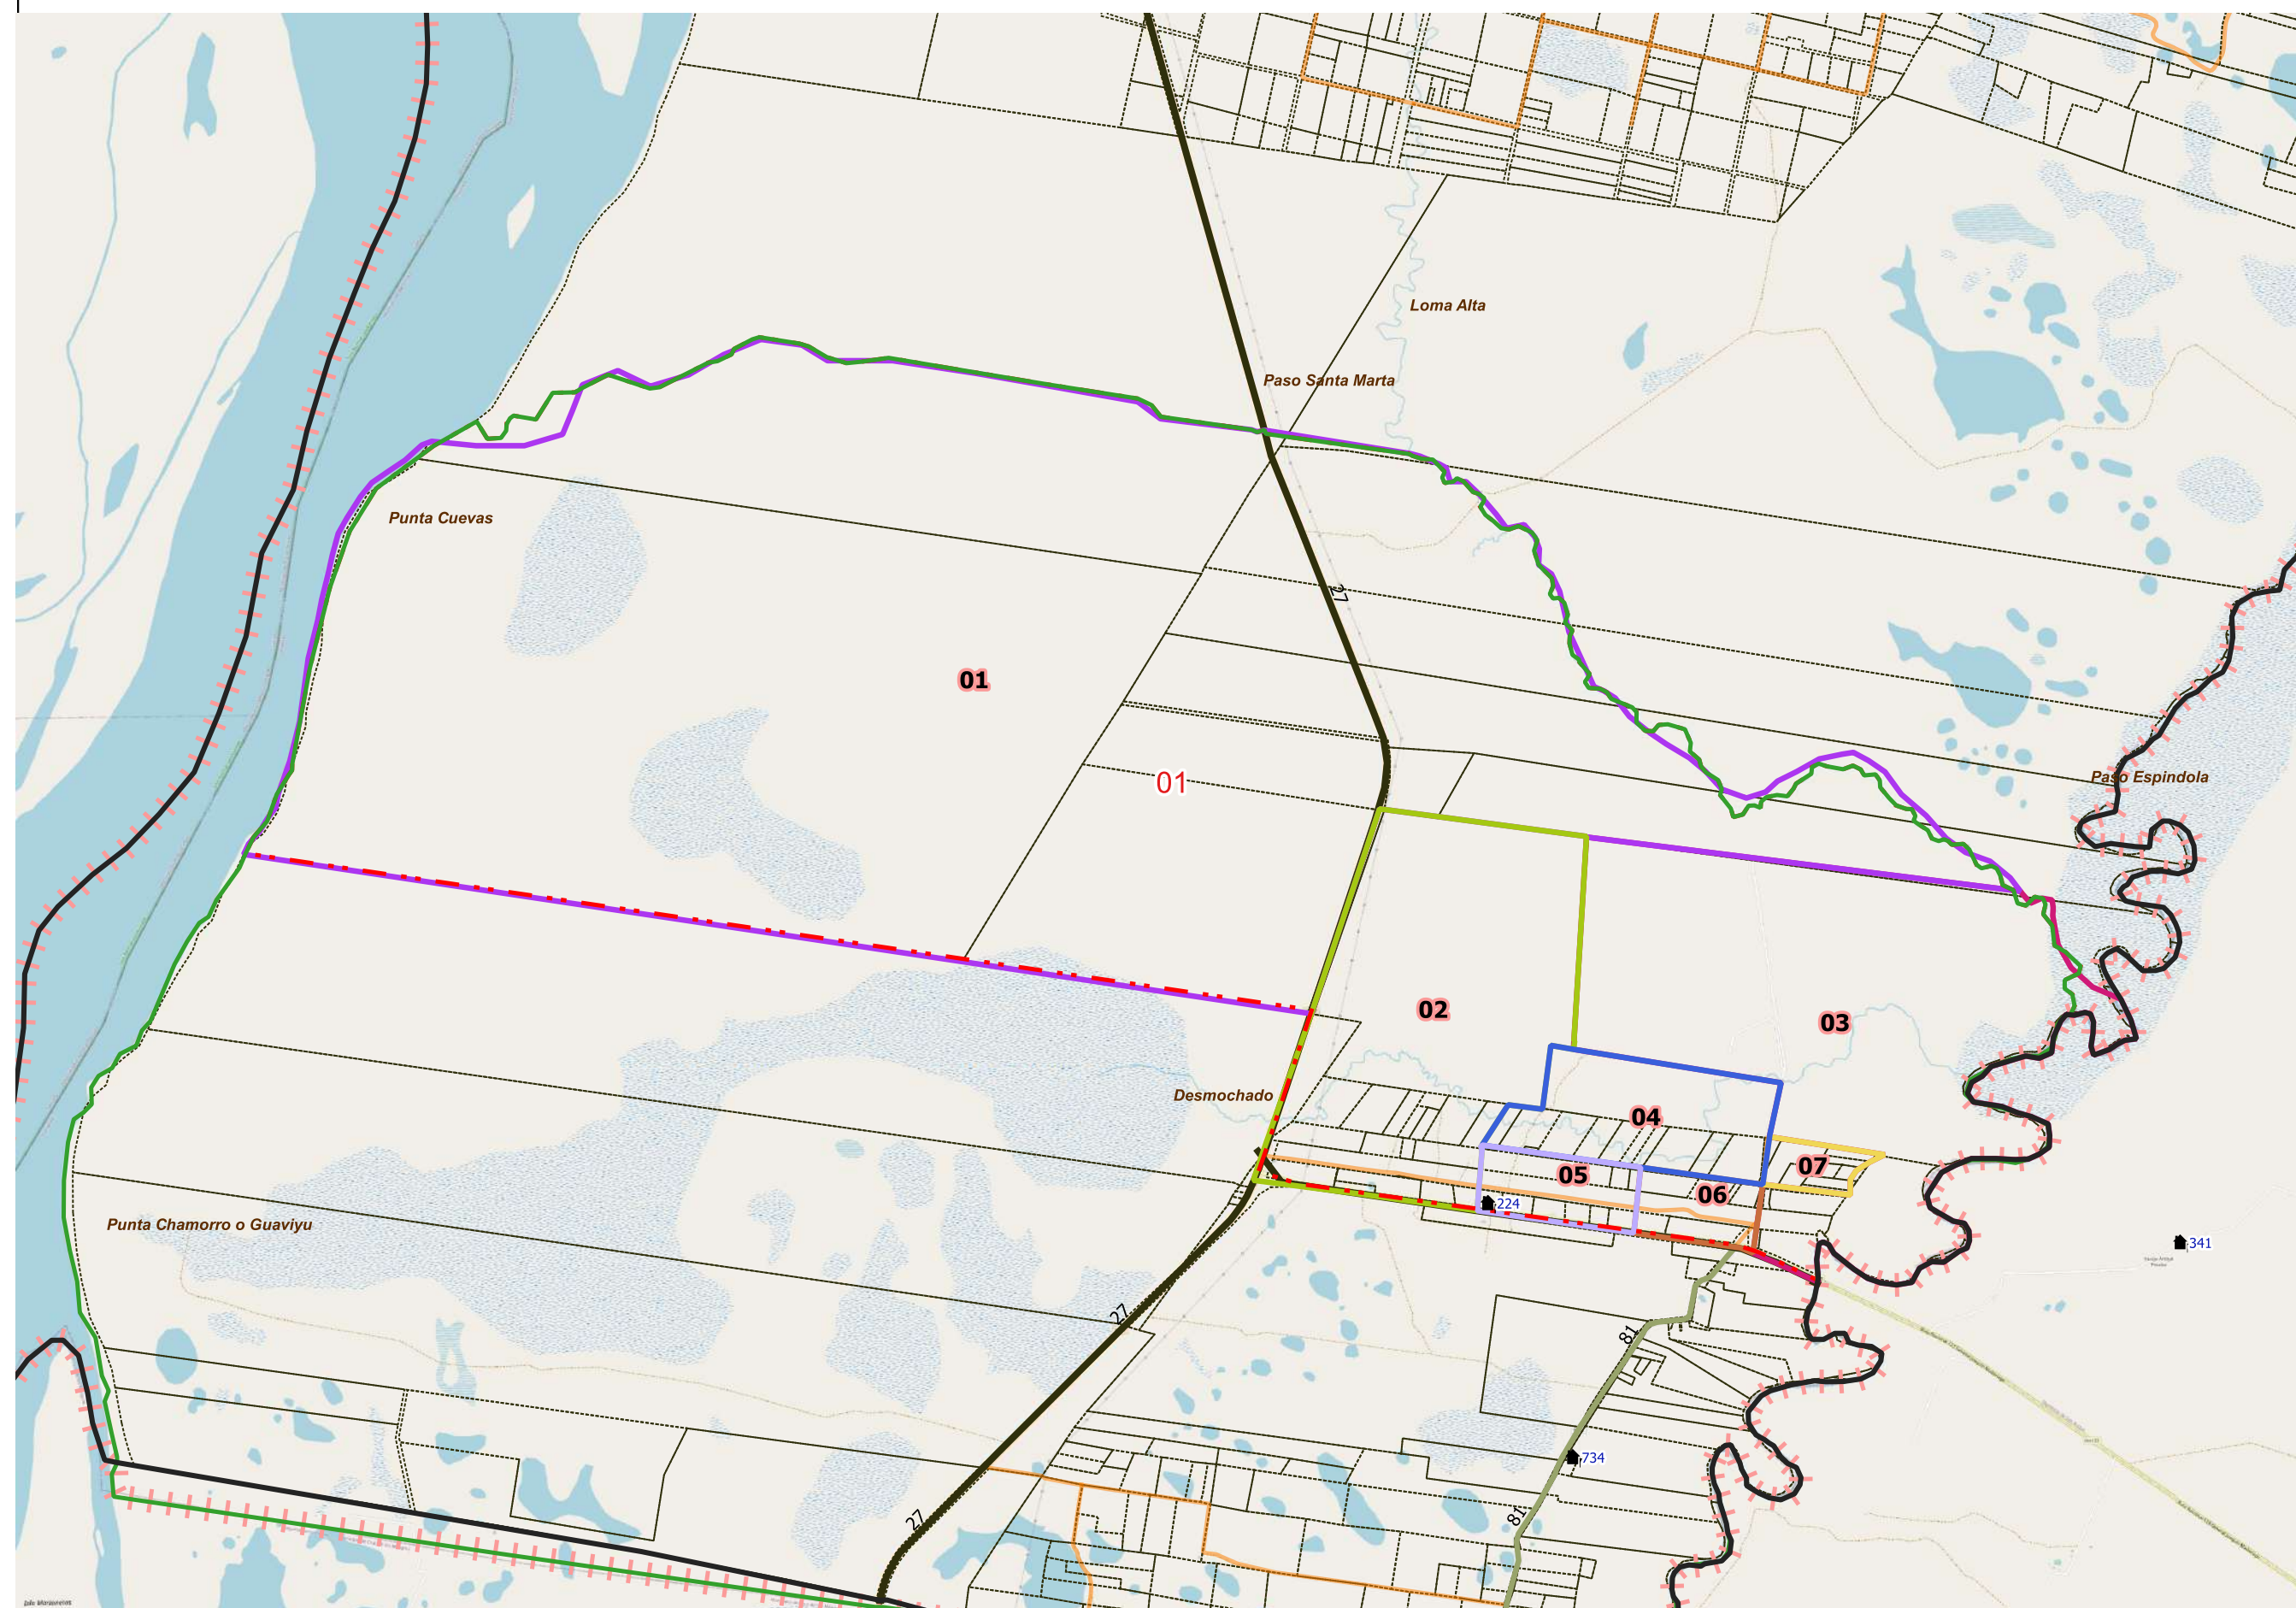 Loma Alta
Paso Santa Marta
Punta Cuevas
27
01
01
Paso Espindola
02
03
Desmochado
04
07
05
06
224
Punta Chamorro o Guaviyu
341
27
81
734
27
81